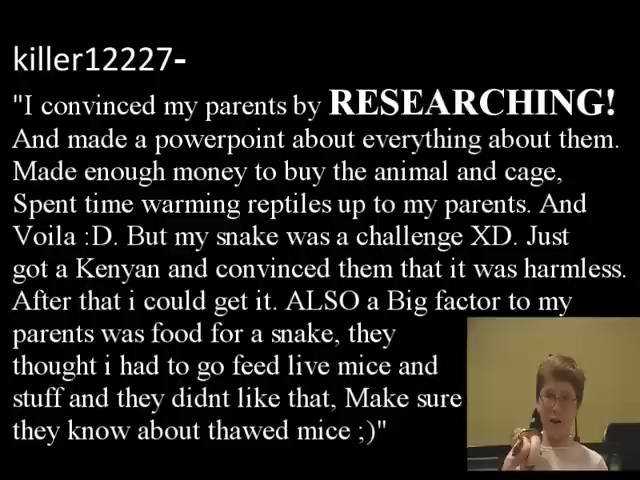 killer12227-
"I convinced my parents by RESEARCHING!
And made a powerpoint about everything about them.
Made enough money to buy the animal and cage,
Spent time warming reptiles up to my parents. And
Voila :D. But my snake was a challenge XD. Just
got a Kenyan and convinced them that it was harmless.
After that i could get it. ALSO a Big factor to my
parents was food for a snake, they
thought i had to go feed live mice and
stuff and they didnt like that, Make sure
they know about thawed mice ;)"